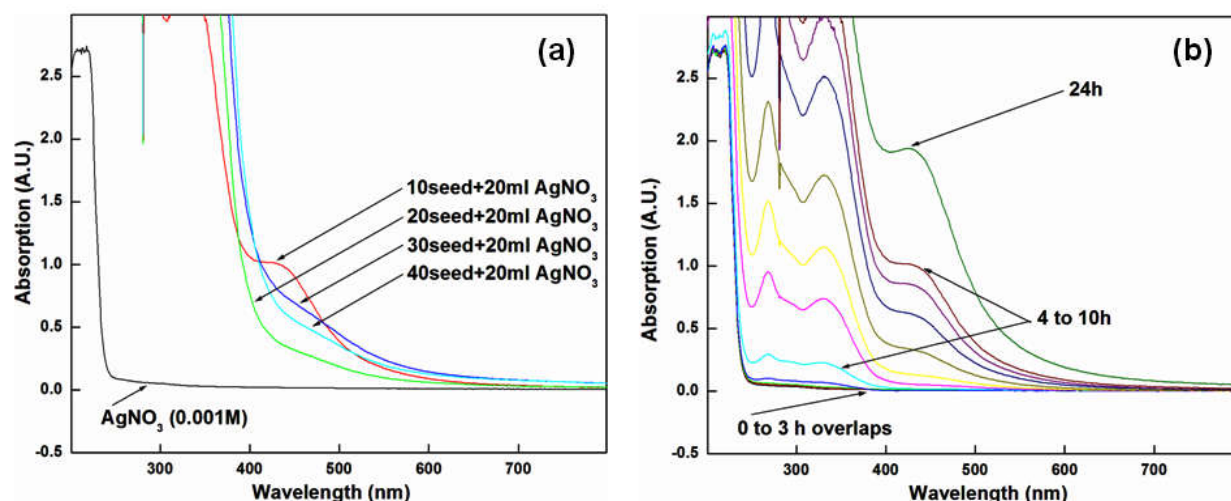 (a)
2.5
2.0
1.5
1.0
0.5
0.0
-0.5
Absorption (A.U.)
10seed+20ml AgNO₃
20seed+20ml AgNO₃
30seed+20ml AgNO₃
40seed+20ml AgNO₃
AgNO₃ (0.001M)
300 400 500 600 700
Wavelength (nm)
(b)
2.5
2.0
1.5
1.0
0.5
0.0
-0.5
Absorption (A.U.)
24h
4 to 10h
0 to 3 h overlaps
300 400 500 600 700
Wavelength (nm)